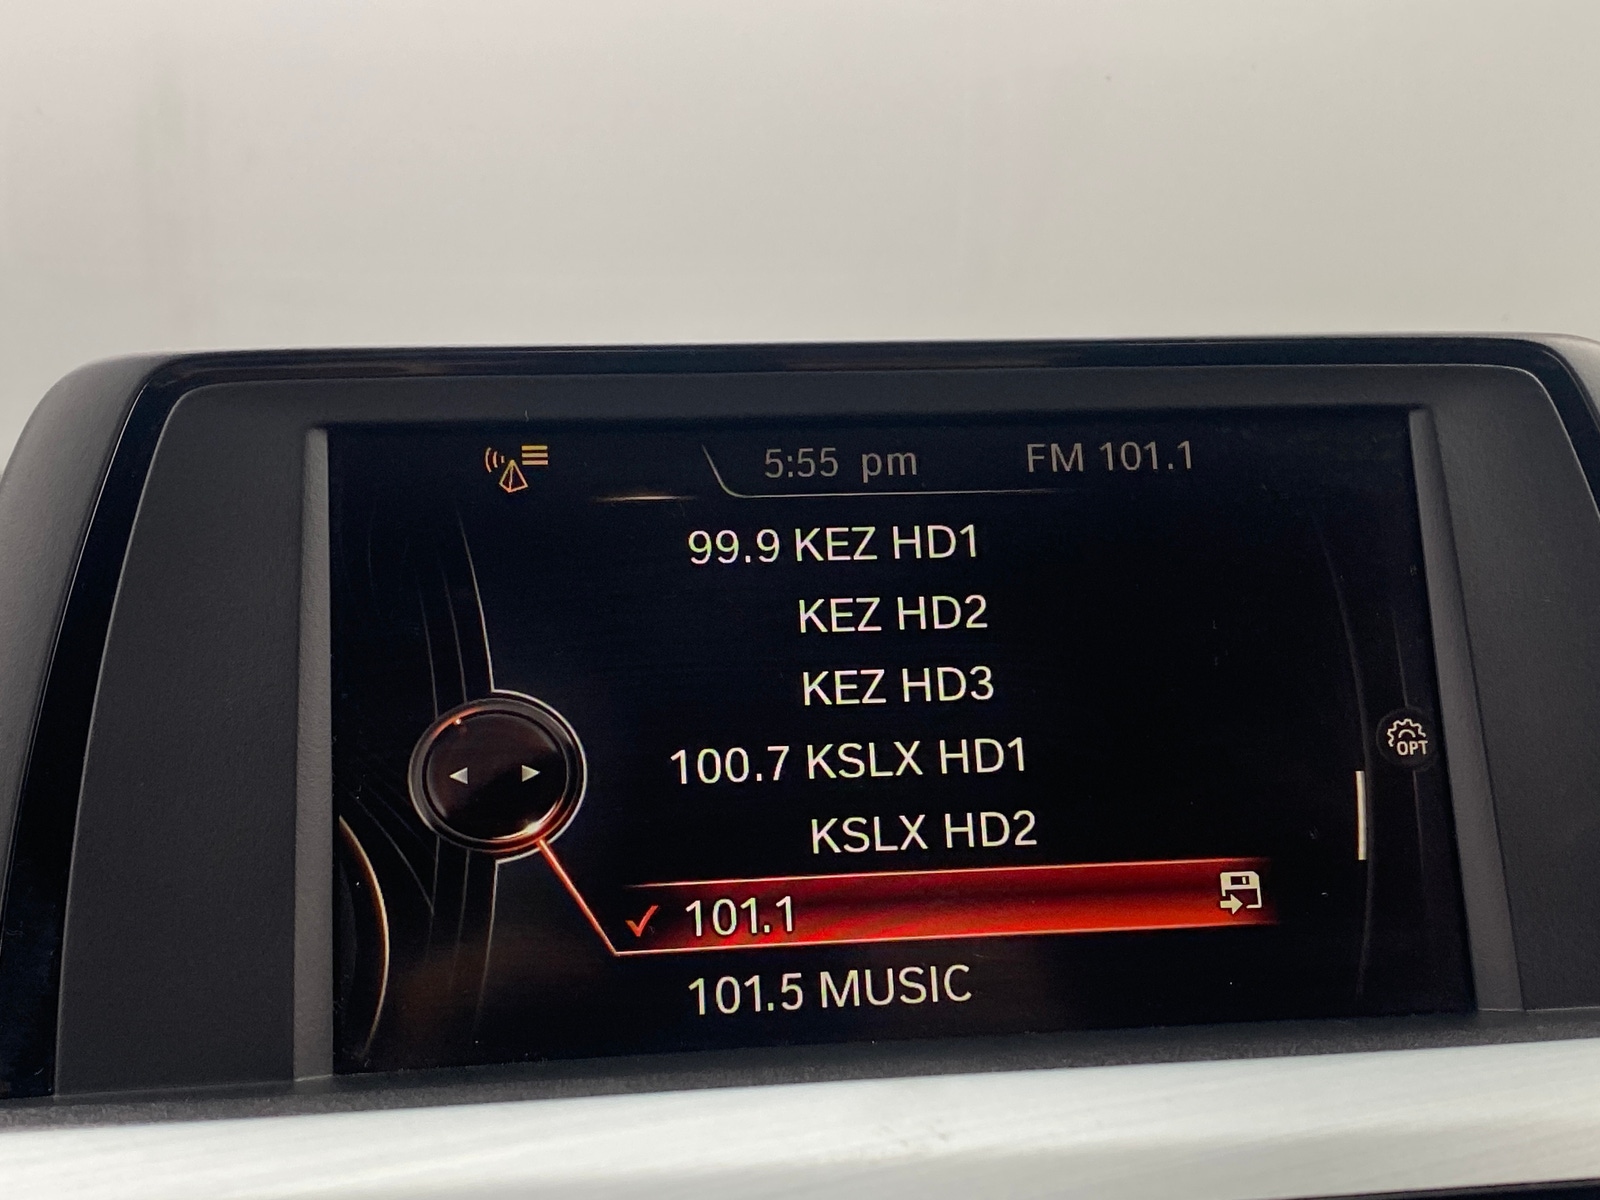 5:55 pm FM 101.1
99.9 KEZ HD1
KEZ HD2
KEZ HD3
100.7 KSLX HD1
KSLX HD2
101.1
101.5 MUSIC
OPT